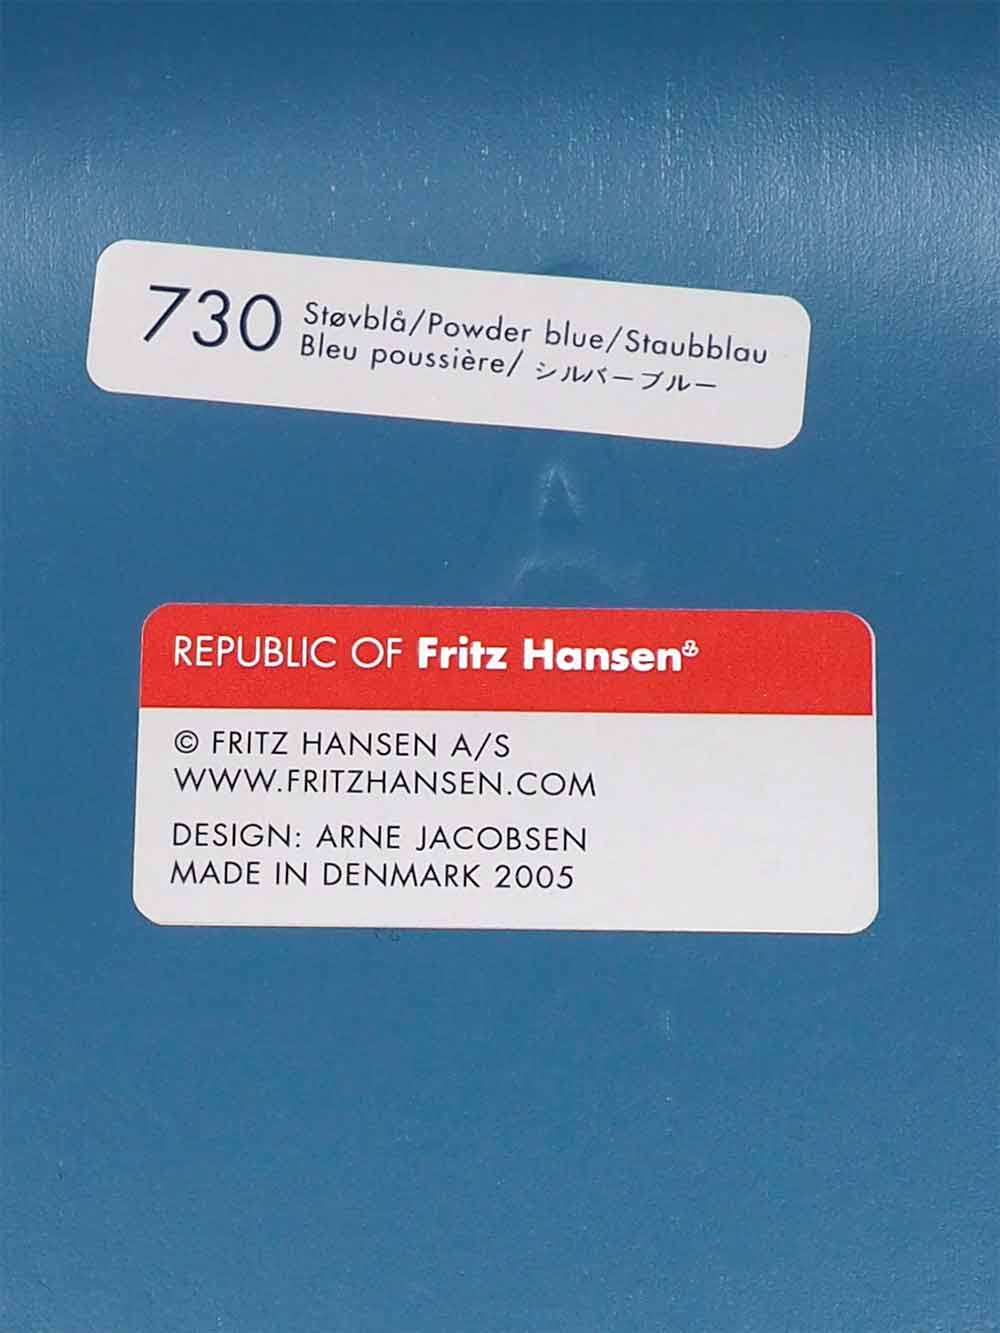 730 Støvblå/Powder blue/Staubblau
Bleu poussière/ シルバーブルー
REPUBLIC OF Fritz Hansen
© FRITZ HANSEN A/S
WWW.FRITZHANSEN.COM
DESIGN: ARNE JACOBSEN
MADE IN DENMARK 2005